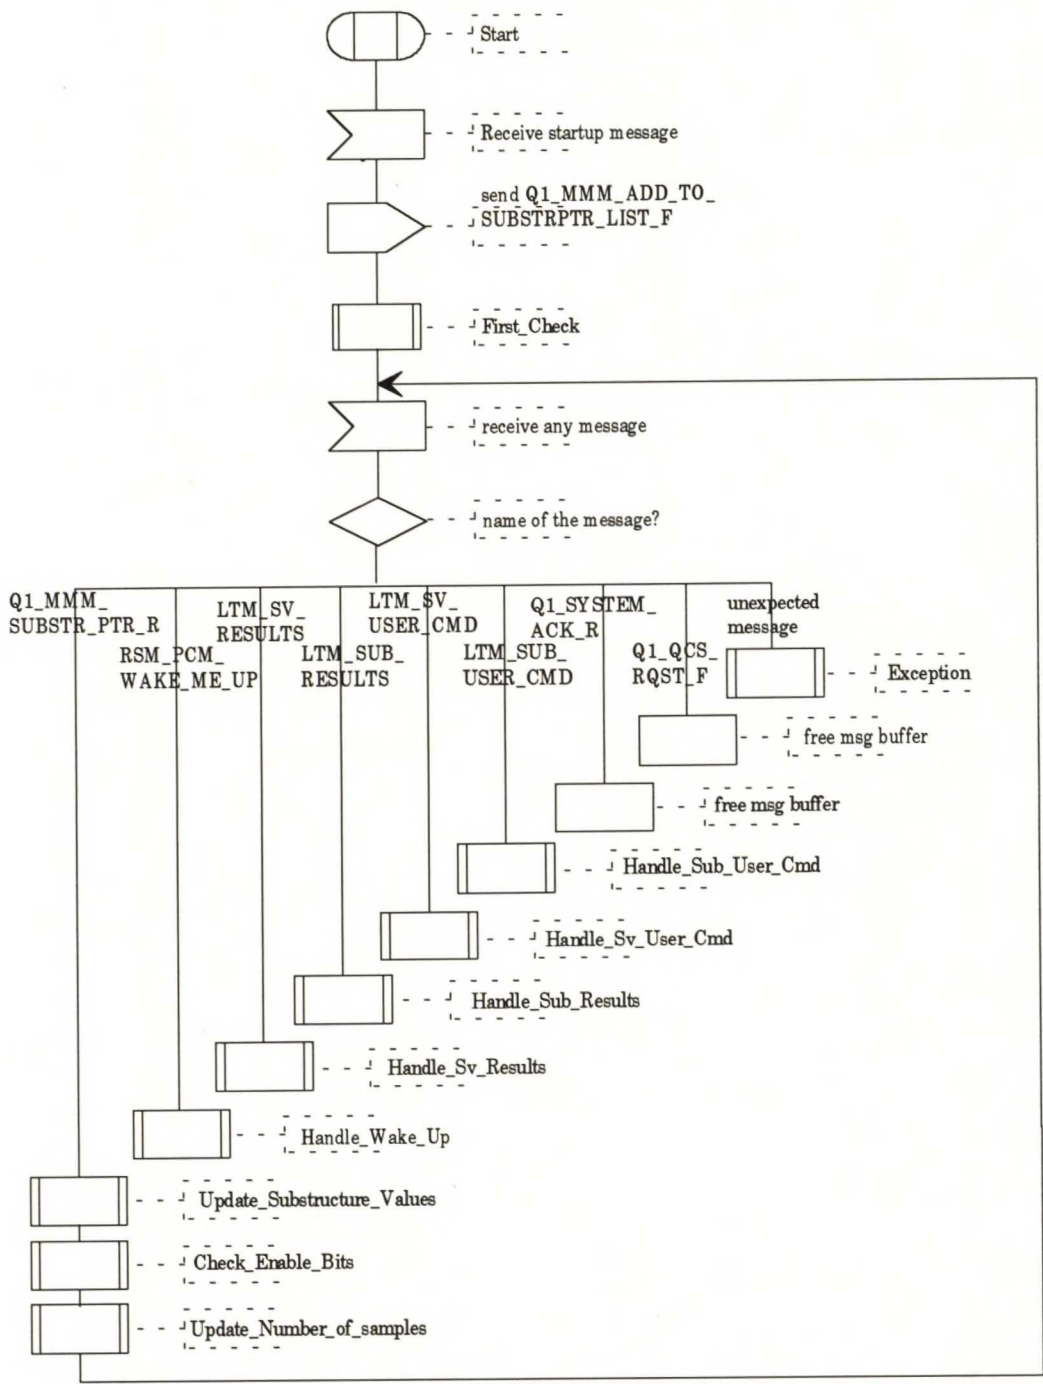 Start
Receive startup message
send Q1_MMM_ADD_TO_
SUBSTRPTR_LIST_F
First_Check
receive any message
name of the message?
Q1_MMM_
SUBSTR_PTR_R
RSM_PCM_
WAKE_ME_UP
LTM_SV_
RESULTS
LTM_SUB_
RESULTS
LTM_SV_
USER_CMD
LTM_SUB_
USER_CMD
Q1_SYSTEM_
ACK_R
Q1_QCS_
RQST_F
unexpected
message
Exception
free msg buffer
free msg buffer
Handle_Sub_User_Cmd
Handle_Sv_User_Cmd
Handle_Sub_Results
Handle_Sv_Results
Handle_Wake_Up
Update_Substructure_Values
Check_Enable_Bits
Update_Number_of_samples